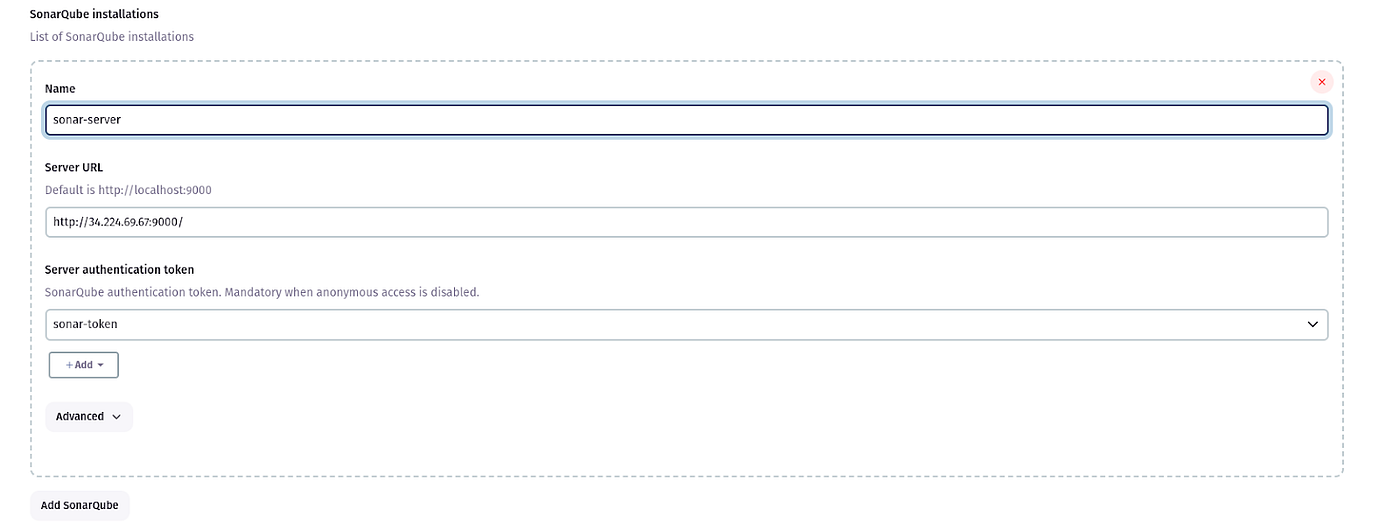 SonarQube installations
List of SonarQube installations
Name
sonar-server
Server URL
Default is http://localhost:9000
http://34.224.69.67:9000/
Server authentication token
SonarQube authentication token. Mandatory when anonymous access is disabled.
sonar-token
+Add
Advanced
Add SonarQube